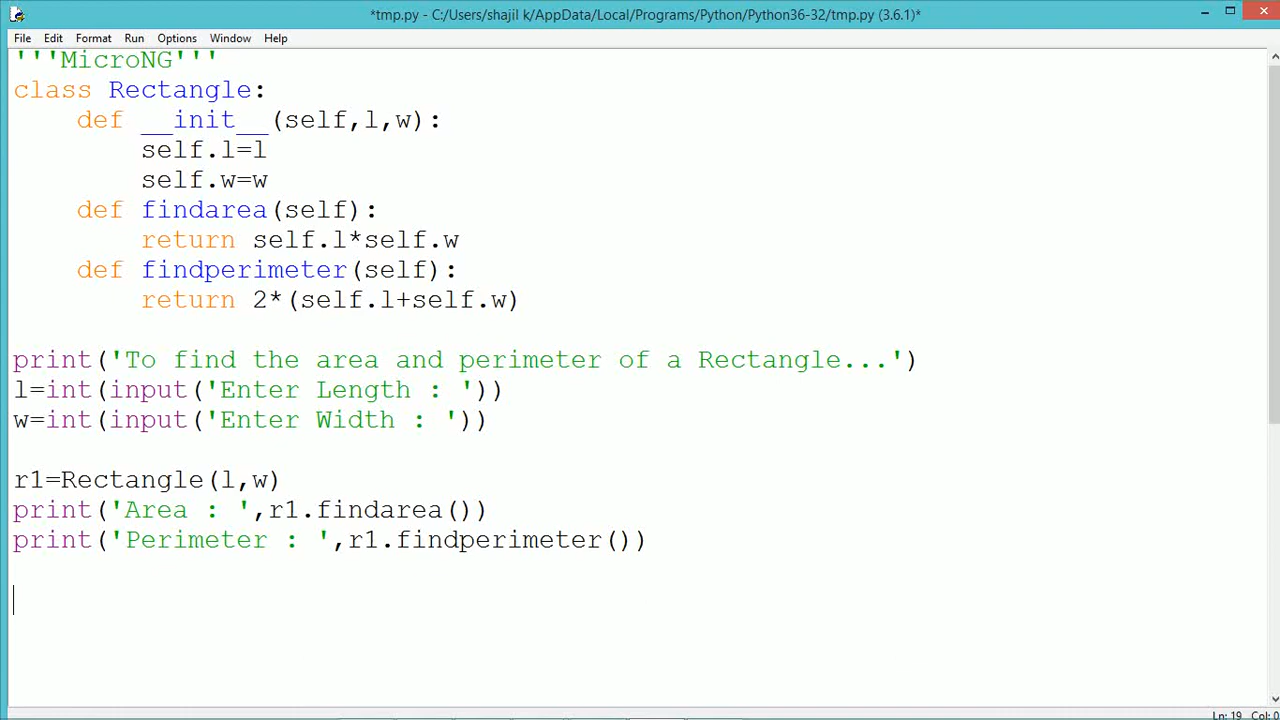 *tmp.py - C:/Users/shajil k/AppData/Local/Programs/Python/Python36-32/tmp.py (3.6.1)*
File Edit Format Run Options Window Help
'''MicroNG'''
class Rectangle:
    def __init__(self,l,w):
        self.l=l
        self.w=w
    def findarea(self):
        return self.l*self.w
    def findperimeter(self):
        return 2*(self.l+self.w)
print('To find the area and perimeter of a Rectangle...')
l=int(input('Enter Length : '))
w=int(input('Enter Width : '))
r1=Rectangle(l,w)
print('Area : ',r1.findarea())
print('Perimeter : ',r1.findperimeter())
Ln: 19 Col: 0